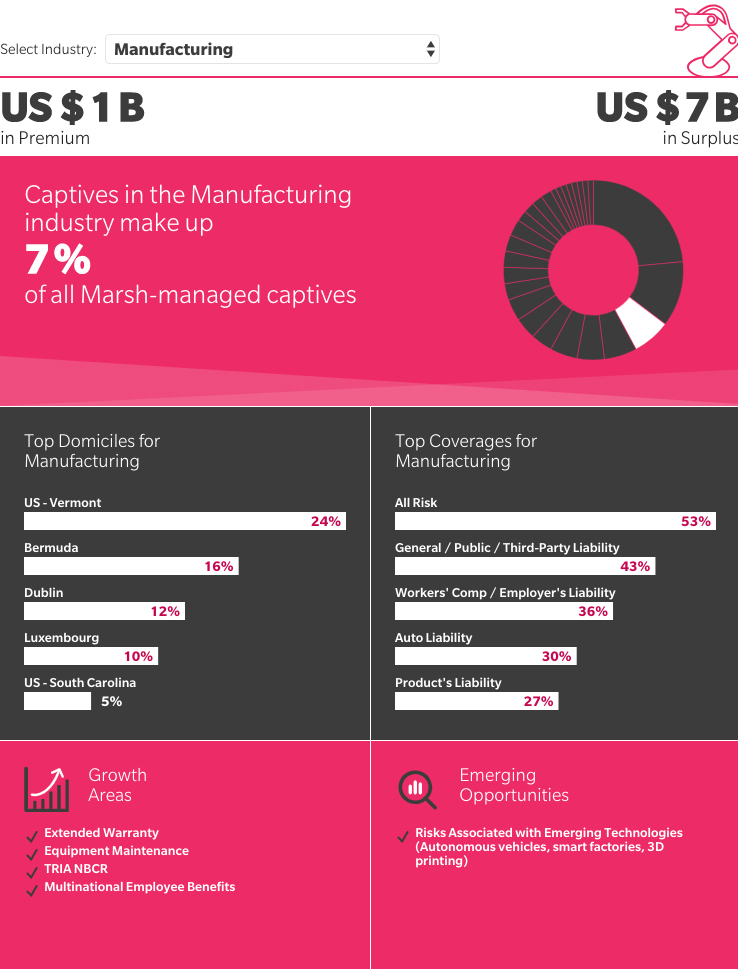 Select Industry: Manufacturing
US $ 1 B
in Premium
US $ 7 B
in Surplus
Captives in the Manufacturing
industry make up
7%
of all Marsh-managed captives
Top Domiciles for
Manufacturing
US - Vermont
24%
Bermuda
16%
Dublin
12%
Luxembourg
10%
US - South Carolina
5%
Top Coverages for
Manufacturing
All Risk
53%
General / Public / Third-Party Liability
43%
Workers' Comp / Employer's Liability
36%
Auto Liability
30%
Product's Liability
27%
Growth
Areas
Extended Warranty
Equipment Maintenance
TRIA NBCR
Multinational Employee Benefits
Emerging
Opportunities
Risks Associated with Emerging Technologies
(Autonomous vehicles, smart factories, 3D
printing)